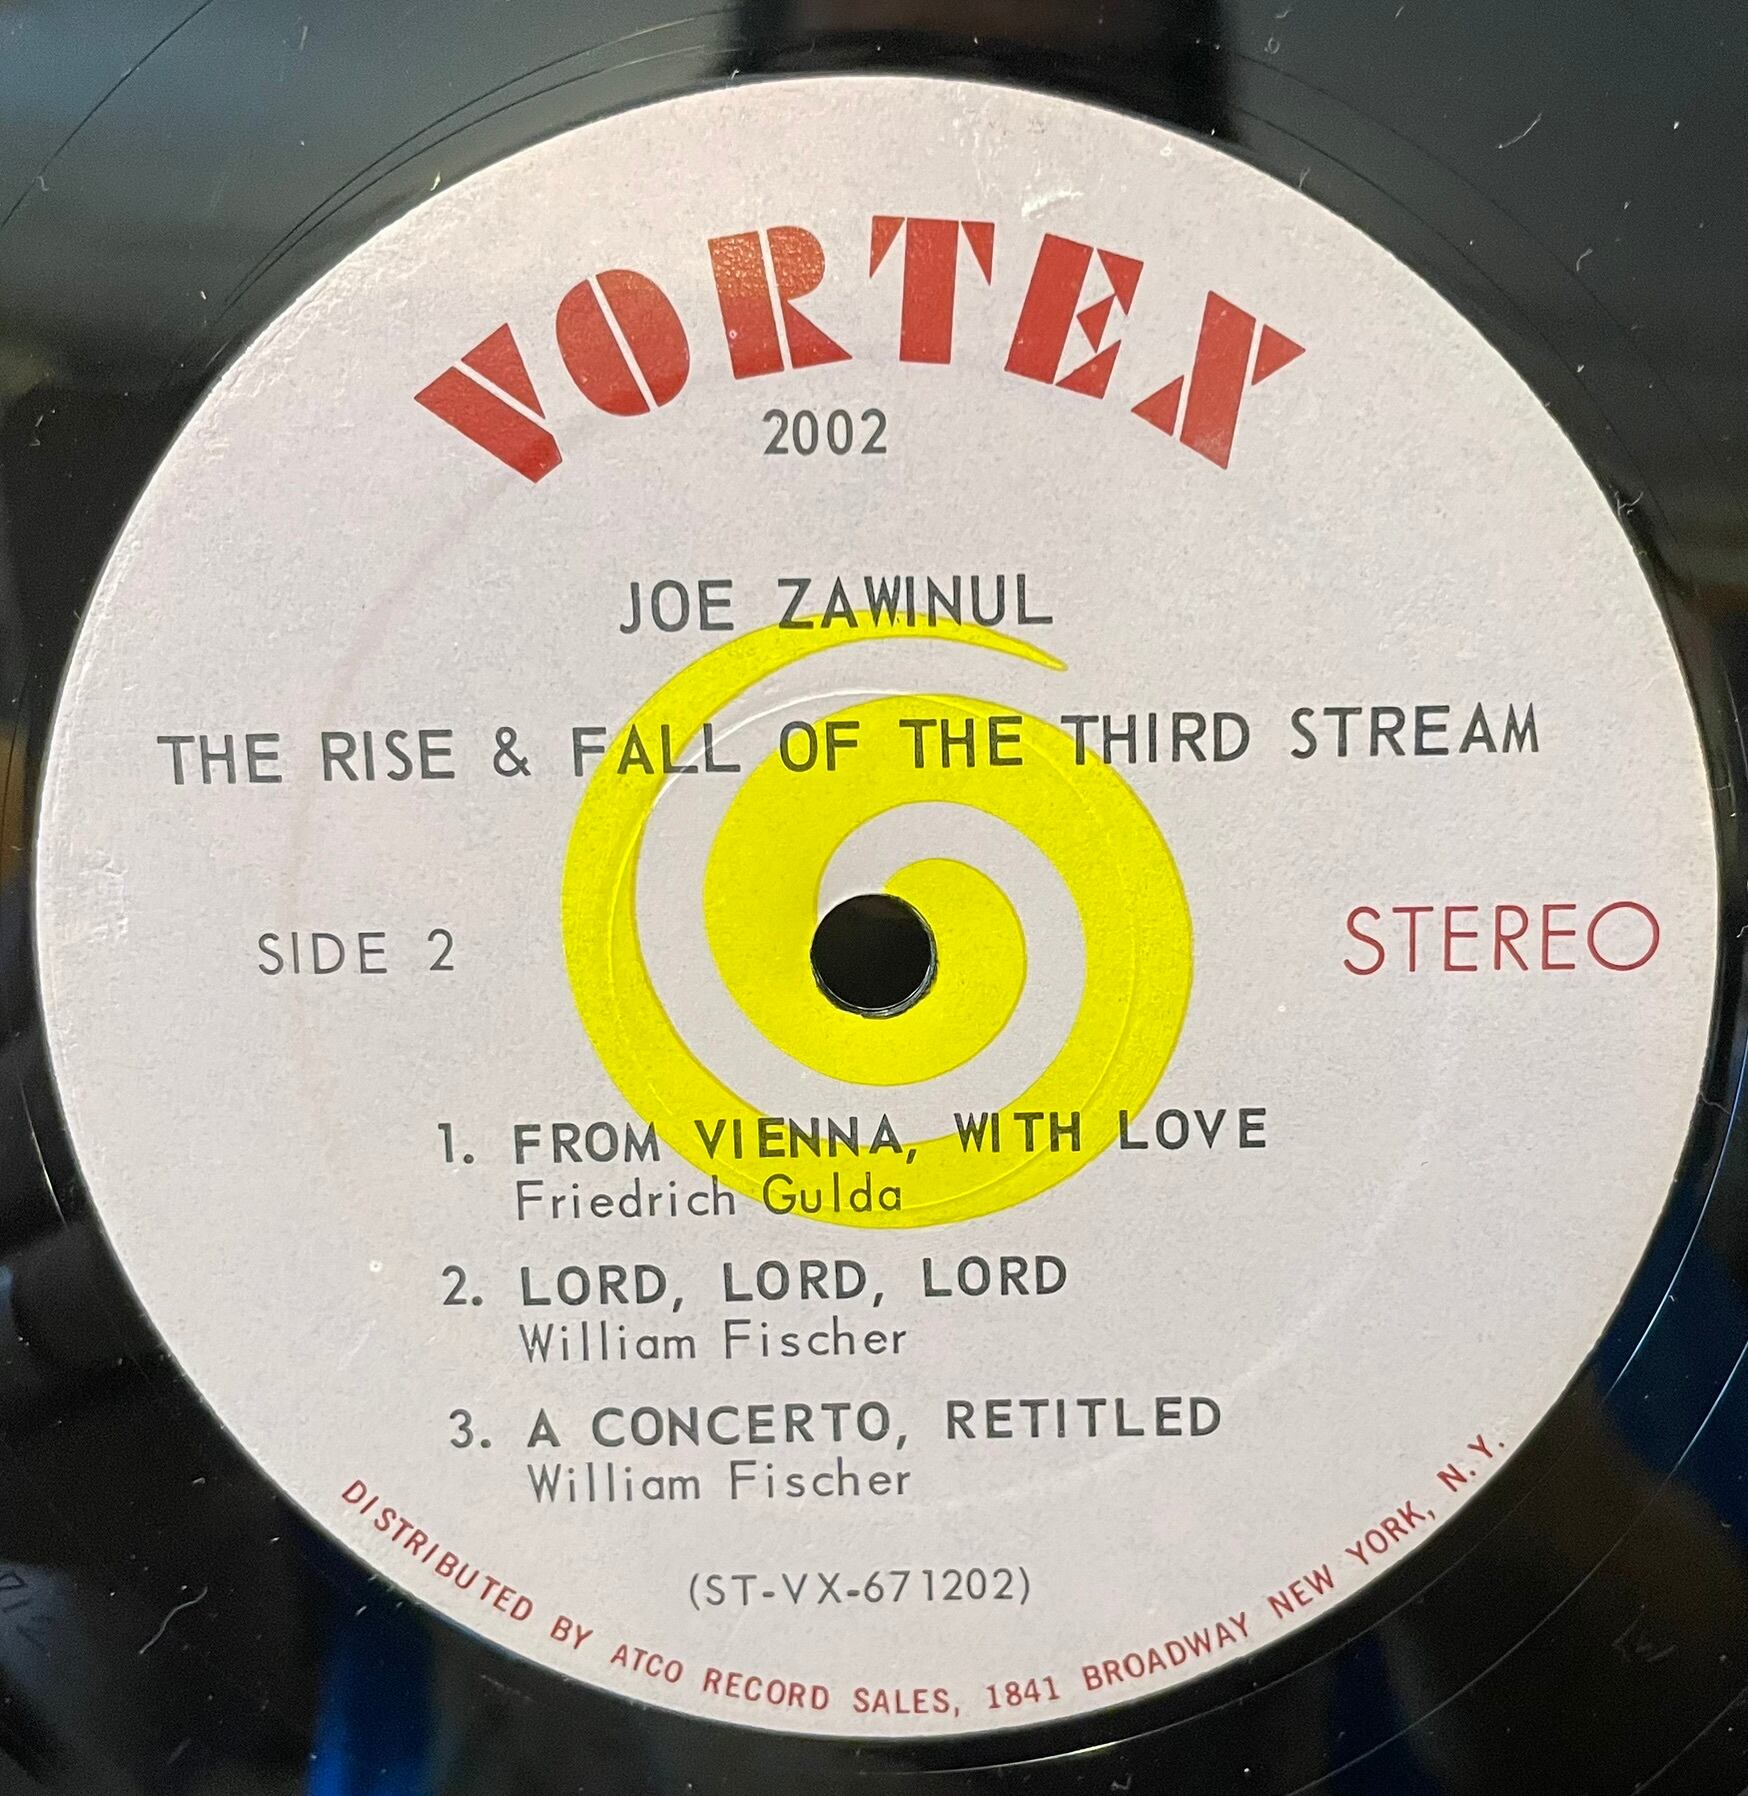 VORTEX
2002
JOE ZAWINUL
THE RISE & FALL OF THE THIRD STREAM
SIDE 2
STEREO
1. FROM VIENNA, WITH LOVE
Friedrich Gulda
2. LORD, LORD, LORD
William Fischer
3. A CONCERTO, RETITLED
William Fischer
(ST-VX-671202)
DISTRIBUTED BY ATCO RECORD SALES, 1841 BROADWAY NEW YORK, N.Y.